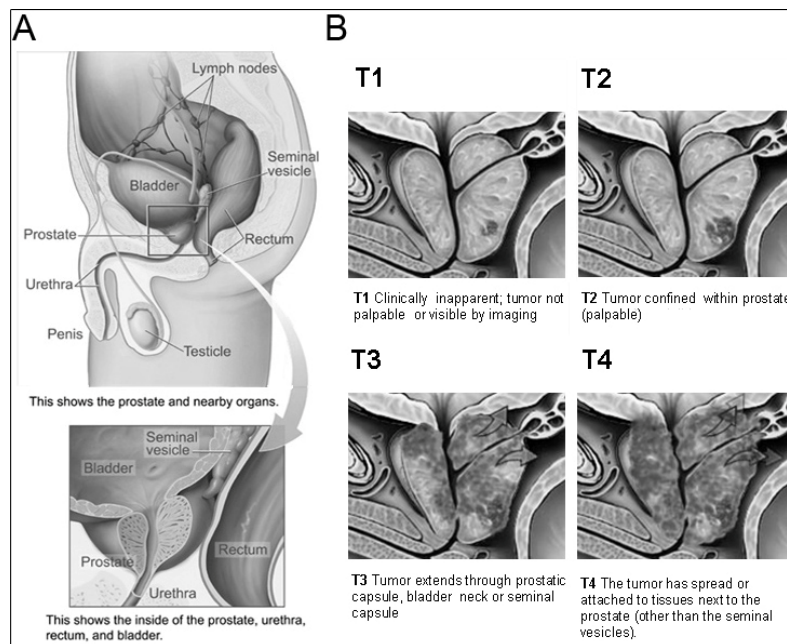 A
Lymph nodes
Seminal
vesicle
Bladder
Prostate
Rectum
Urethra
Penis
Testicle
This shows the prostate and nearby organs.
Seminal
vesicle
Bladder
Prostate
Rectum
Urethra
This shows the inside of the prostate, urethra,
rectum, and bladder.
B
T1
T2
T1 Clinically inapparent; tumor not
palpable or visible by imaging
T2 Tumor confined within prostate
(palpable)
T3
T4
T3 Tumor extends through prostatic
capsule, bladder neck or seminal
capsule
T4 The tumor has spread or
attached to tissues next to the
prostate (other than the seminal
vesicles).